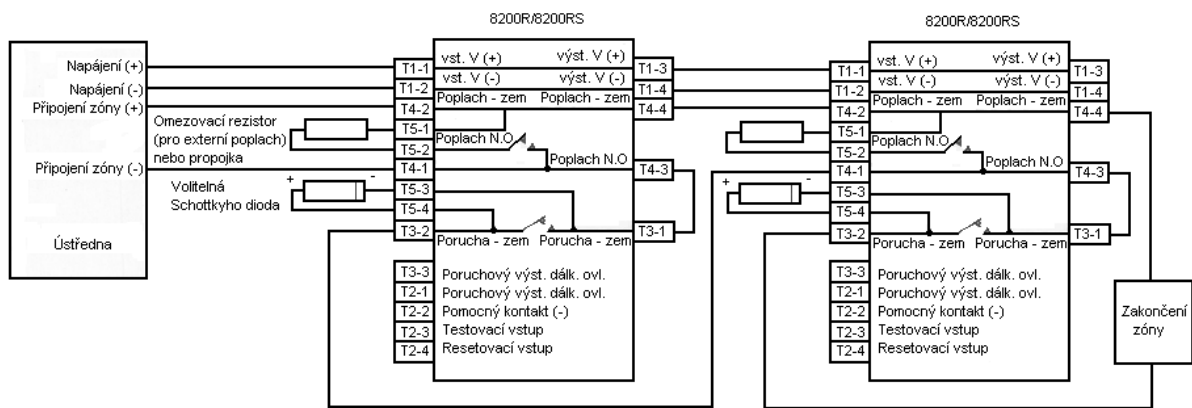 8200R/8200RS
8200R/8200RS
Napájení (+)
Napájení (-)
Připojení zóny (+)
Připojení zóny (-)
Ústředna
Omezovací rezistor
(pro externí poplach)
nebo propojka
+
-
Volitelná
Schottkyho dioda
T1-1
T1-2
T4-2
T5-1
T5-2
T4-1
T5-3
T5-4
T3-2
T3-3
T2-1
T2-2
T2-3
T2-4
vst. V (+)
výst. V (+)
vst. V (-)
výst. V (-)
Poplach - zem
Poplach - zem
Poplach N.O
Poplach N.O
Porucha - zem
Porucha - zem
Poruchový výst. dálk. ovl.
Poruchový výst. dálk. ovl.
Pomocný kontakt (-)
Testovací vstup
Resetovací vstup
T1-3
T1-4
T4-4
T4-3
T3-1
+
-
T1-1
T1-2
T4-2
T5-1
T5-2
T4-1
T5-3
T5-4
T3-2
T3-3
T2-1
T2-2
T2-3
T2-4
vst. V (+)
výst. V (+)
vst. V (-)
výst. V (-)
Poplach - zem
Poplach - zem
Poplach N.O
Poplach N.O
Porucha - zem
Porucha - zem
Poruchový výst. dálk. ovl.
Poruchový výst. dálk. ovl.
Pomocný kontakt (-)
Testovací vstup
Resetovací vstup
T1-3
T1-4
T4-4
T4-3
T3-1
Zakončení
zóny